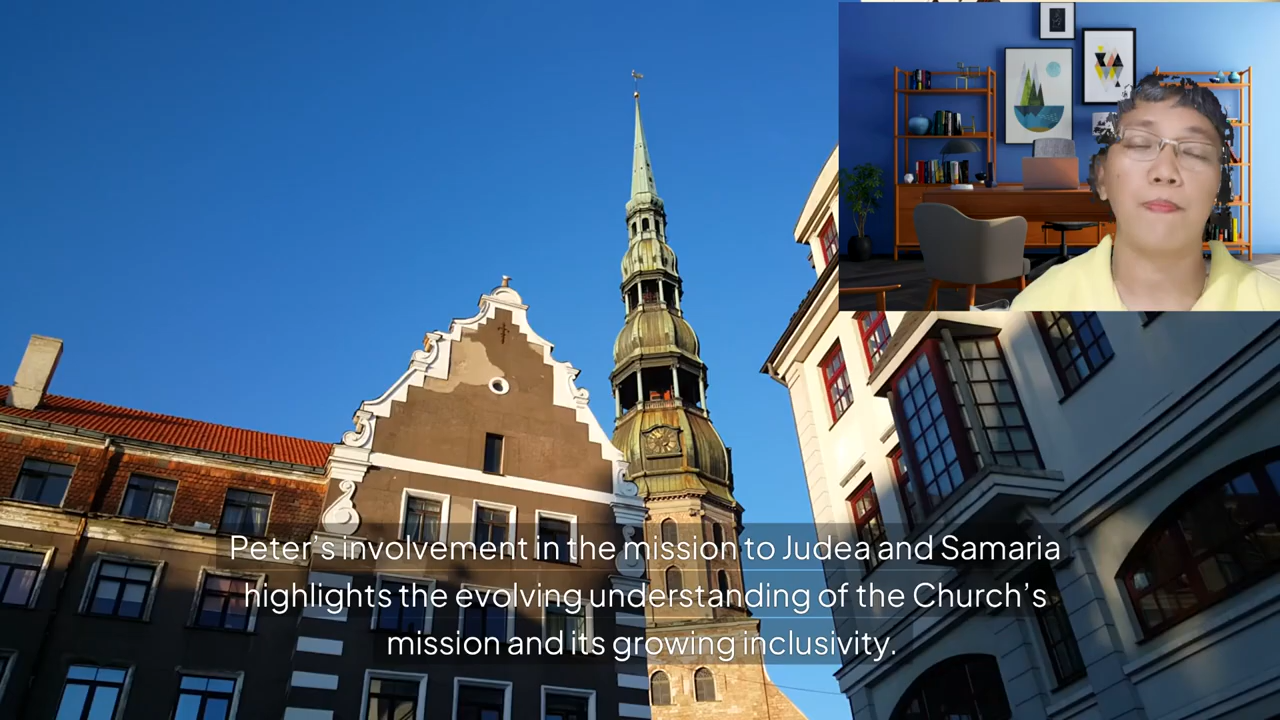 Peter’s involvement in the mission to Judea and Samaria
highlights the evolving understanding of the Church’s
mission and its growing inclusivity.